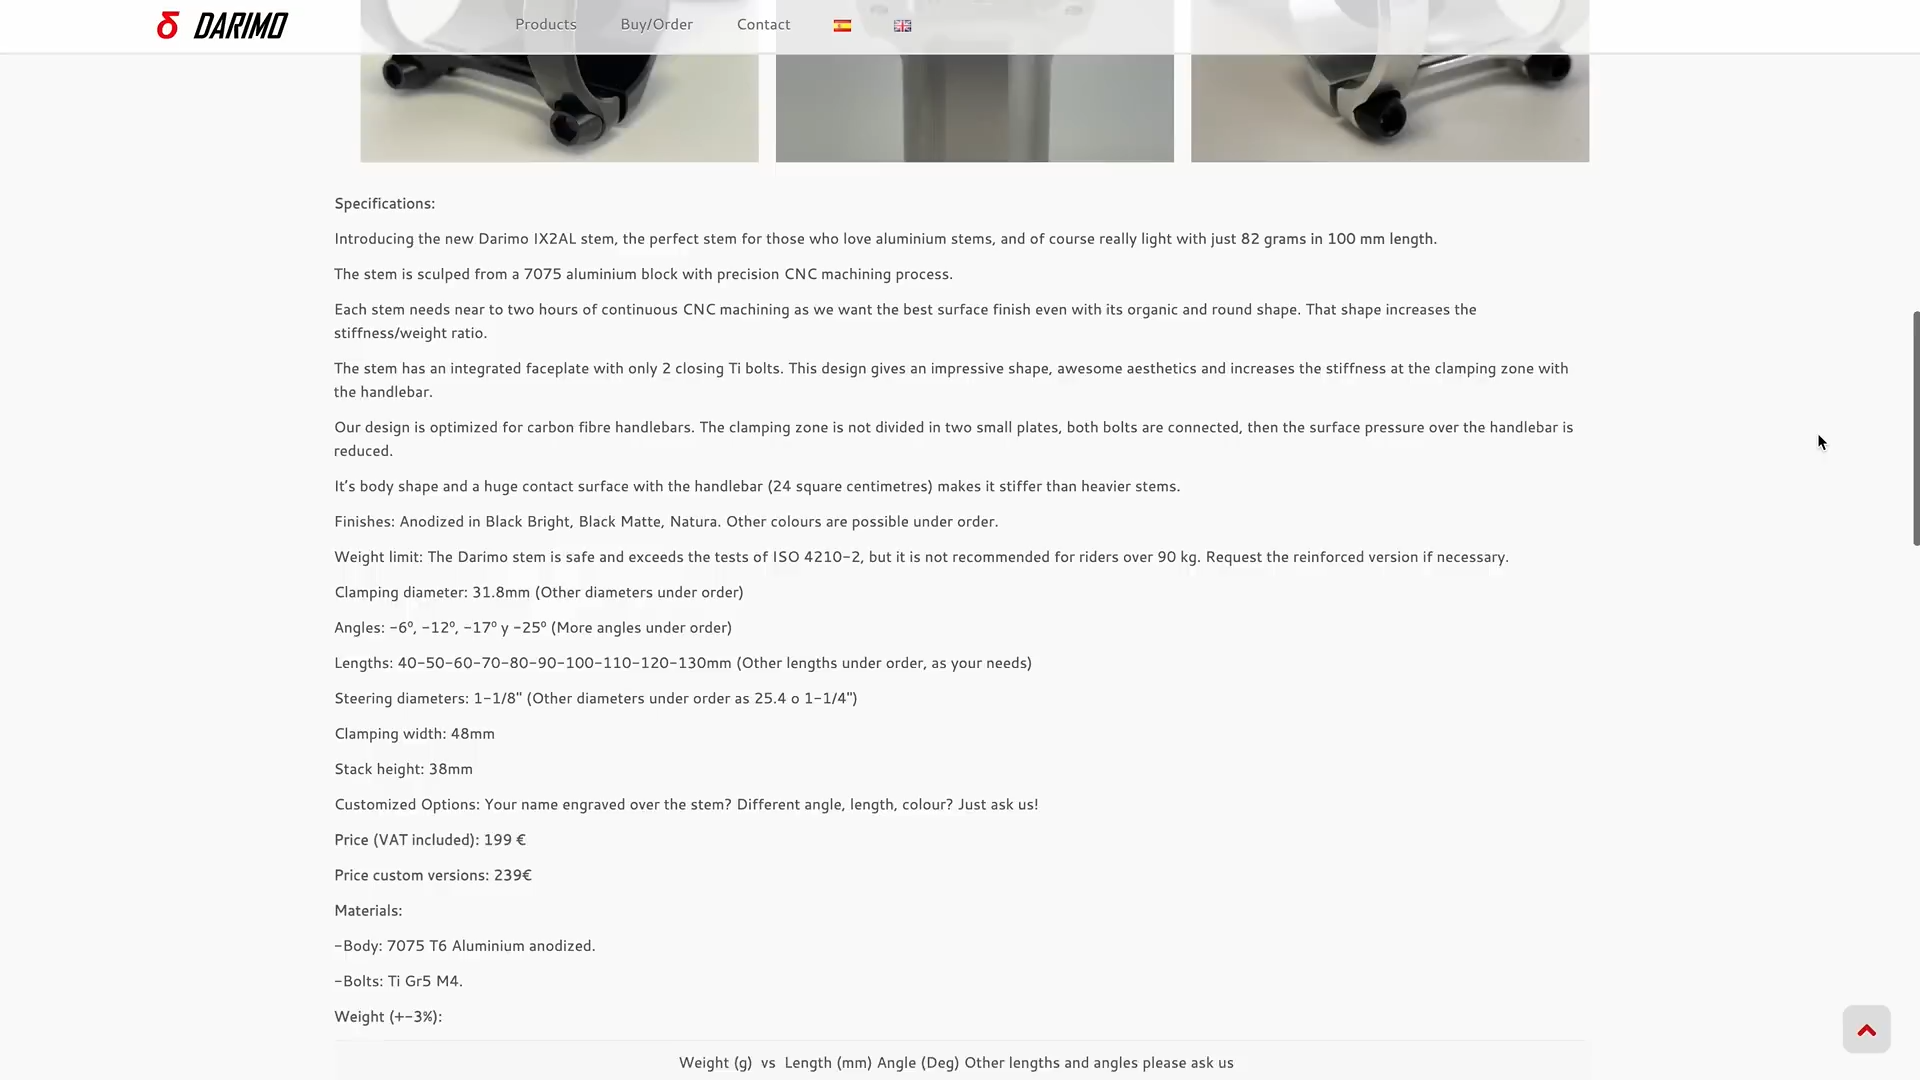 δ DARIMO
Products Buy/Order Contact
Specifications:
Introducing the new Darimo IX2AL stem, the perfect stem for those who love aluminium stems, and of course really light with just 82 grams in 100 mm length.
The stem is sculped from a 7075 aluminium block with precision CNC machining process.
Each stem needs near to two hours of continuous CNC machining as we want the best surface finish even with its organic and round shape. That shape increases the
stiffness/weight ratio.
The stem has an integrated faceplate with only 2 closing Ti bolts. This design gives an impressive shape, awesome aesthetics and increases the stiffness at the clamping zone with
the handlebar.
Our design is optimized for carbon fibre handlebars. The clamping zone is not divided in two small plates, both bolts are connected, then the surface pressure over the handlebar is
reduced.
It’s body shape and a huge contact surface with the handlebar (24 square centimetres) makes it stiffer than heavier stems.
Finishes: Anodized in Black Bright, Black Matte, Natura. Other colours are possible under order.
Weight limit: The Darimo stem is safe and exceeds the tests of ISO 4210-2, but it is not recommended for riders over 90 kg. Request the reinforced version if necessary.
Clamping diameter: 31.8mm (Other diameters under order)
Angles: -6º, -12º, -17º y -25º (More angles under order)
Lengths: 40-50-60-70-80-90-100-110-120-130mm (Other lengths under order, as your needs)
Steering diameters: 1-1/8" (Other diameters under order as 25.4 o 1-1/4")
Clamping width: 48mm
Stack height: 38mm
Customized Options: Your name engraved over the stem? Different angle, length, colour? Just ask us!
Price (VAT included): 199 €
Price custom versions: 239€
Materials:
-Body: 7075 T6 Aluminium anodized.
-Bolts: Ti Gr5 M4.
Weight (+-3%):
Weight (g) vs Length (mm) Angle (Deg) Other lengths and angles please ask us